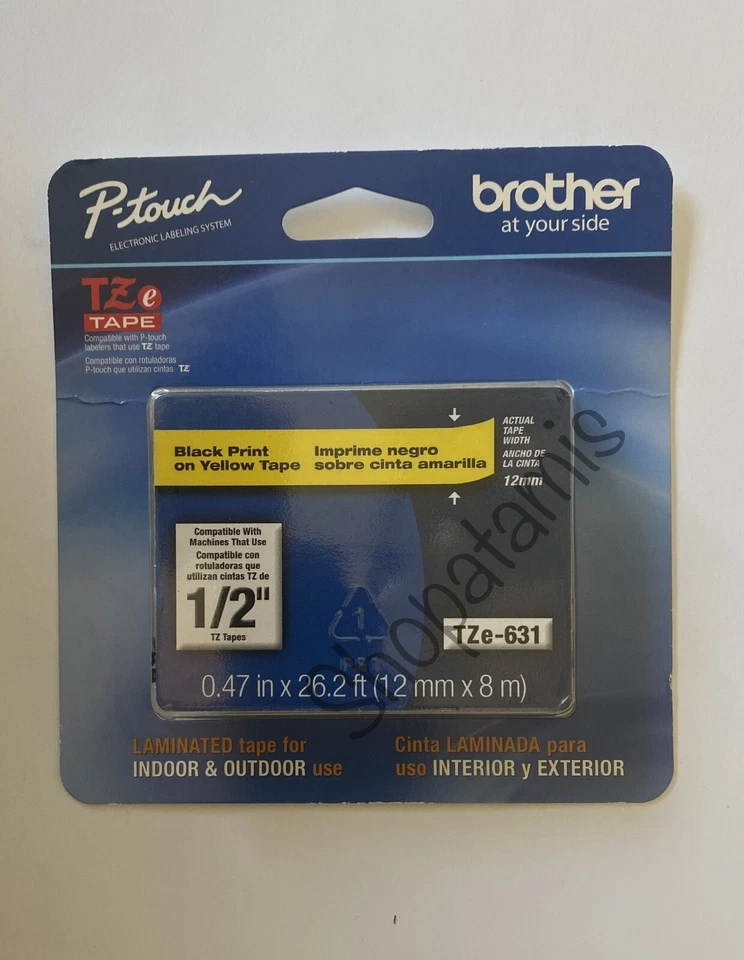 P-touch
ELECTRONIC LABELING SYSTEM
brother
at your side
TZe
TAPE
Compatible with P-touch
labelers that use TZ tape
Compatible con rotuladoras
P-touch que utilizan cintas TZ
Black Print
on Yellow Tape
Imprime negro
sobre cinta amarilla
ACTUAL
TAPE
WIDTH
ANCHO DE
LA CINTA
12mm
Compatible With
Machines That Use
Compatible con
rotuladoras que
utilizan cintas TZ de
1/2"
TZ Tapes
1
PET
TZe-631
0.47 in x 26.2 ft (12 mm x 8 m)
LAMINATED tape for
INDOOR & OUTDOOR use
Cinta LAMINADA para
uso INTERIOR y EXTERIOR
Shopatamis